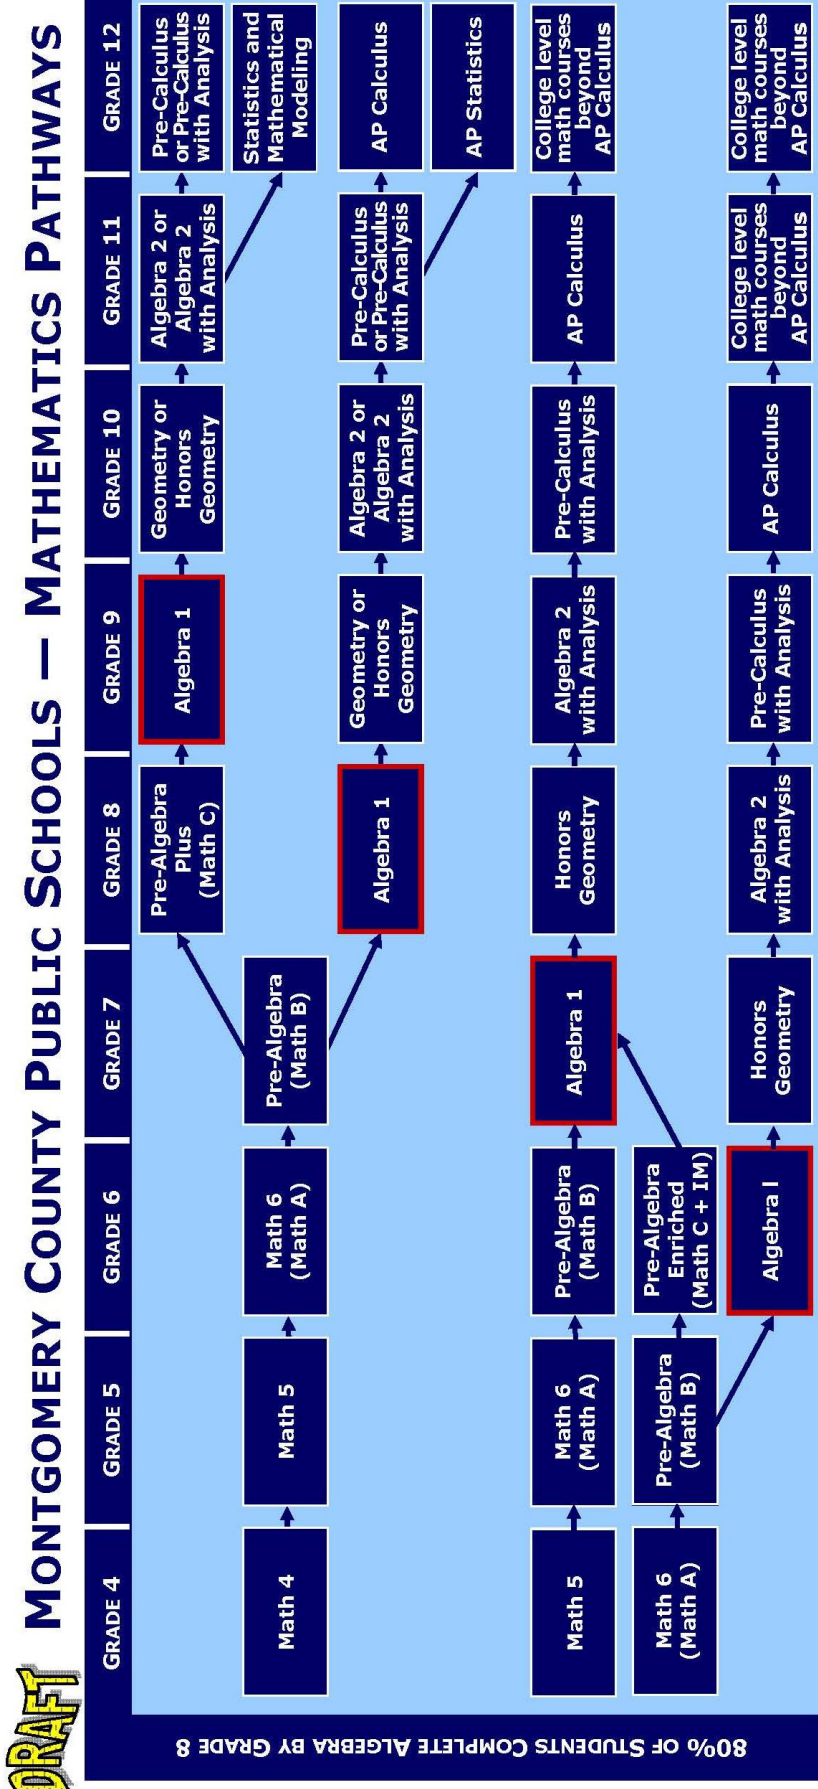 DRAFT
MONTGOMERY COUNTY PUBLIC SCHOOLS — MATHEMATICS PATHWAYS
GRADE 4
GRADE 5
GRADE 6
GRADE 7
GRADE 8
GRADE 9
GRADE 10
GRADE 11
GRADE 12
80% OF STUDENTS COMPLETE ALGEBRA BY GRADE 8
Math 4
Math 5
Math 6
(Math A)
Pre-Algebra
(Math B)
Pre-Algebra
Plus
(Math C)
Algebra 1
Geometry or
Honors
Geometry
Algebra 2 or
Algebra 2
with Analysis
Pre-Calculus
or Pre-Calculus
with Analysis
Statistics and
Mathematical
Modeling
Algebra 1
Geometry or
Honors
Geometry
Algebra 2 or
Algebra 2
with Analysis
Pre-Calculus
or Pre-Calculus
with Analysis
AP Calculus
AP Statistics
Math 5
Math 6
(Math A)
Pre-Algebra
(Math B)
Algebra 1
Honors
Geometry
Algebra 2
with Analysis
Pre-Calculus
with Analysis
AP Calculus
College level
math courses
beyond
AP Calculus
Math 6
(Math A)
Pre-Algebra
(Math B)
Pre-Algebra
Enriched
(Math C + IM)
Algebra I
Honors
Geometry
Algebra 2
with Analysis
Pre-Calculus
with Analysis
AP Calculus
College level
math courses
beyond
AP Calculus
College level
math courses
beyond
AP Calculus